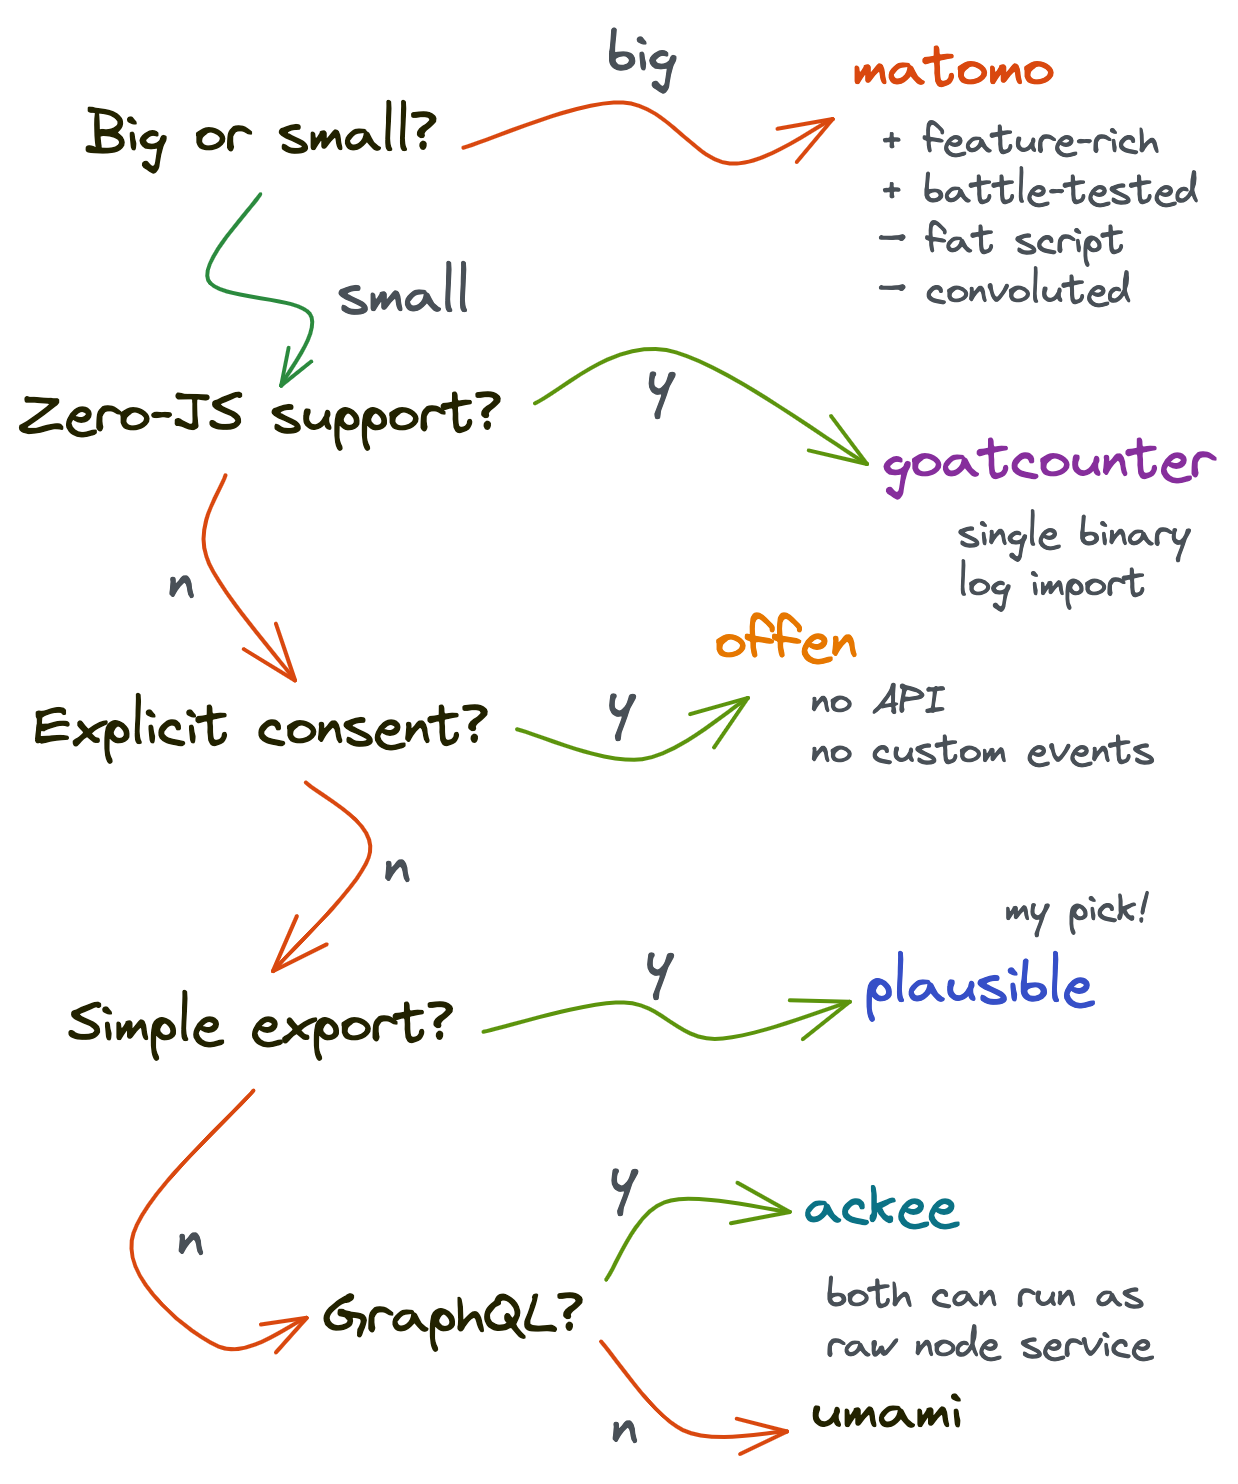 big
matomo
Big or small?
+ feature-rich
+ battle-tested
- fat script
- convoluted
small
Zero-JS support?
y
goatcounter
single binary
log import
n
offen
Explicit consent?
y
no API
no custom events
n
my pick!
plausible
Simple export?
y
n
y
ackee
GraphQL?
both can run as
raw node service
n
umami